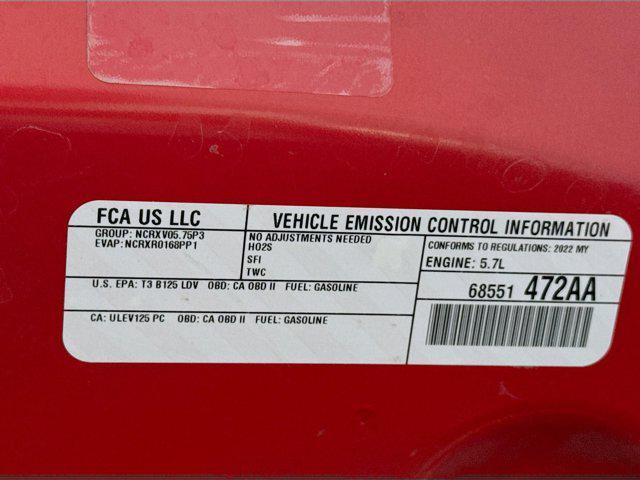 FCA US LLC
VEHICLE EMISSION CONTROL INFORMATION
GROUP: NCRXV05.75P3
EVAP: NCRXR0168PP1
NO ADJUSTMENTS NEEDED
HO2S
SFI
TWC
CONFORMS TO REGULATIONS: 2022 MY
ENGINE: 5.7L
U.S. EPA: T3 B125 LDV OBD: CA OBD II FUEL: GASOLINE
68551 472AA
CA: ULEV125 PC OBD: CA OBD II FUEL: GASOLINE